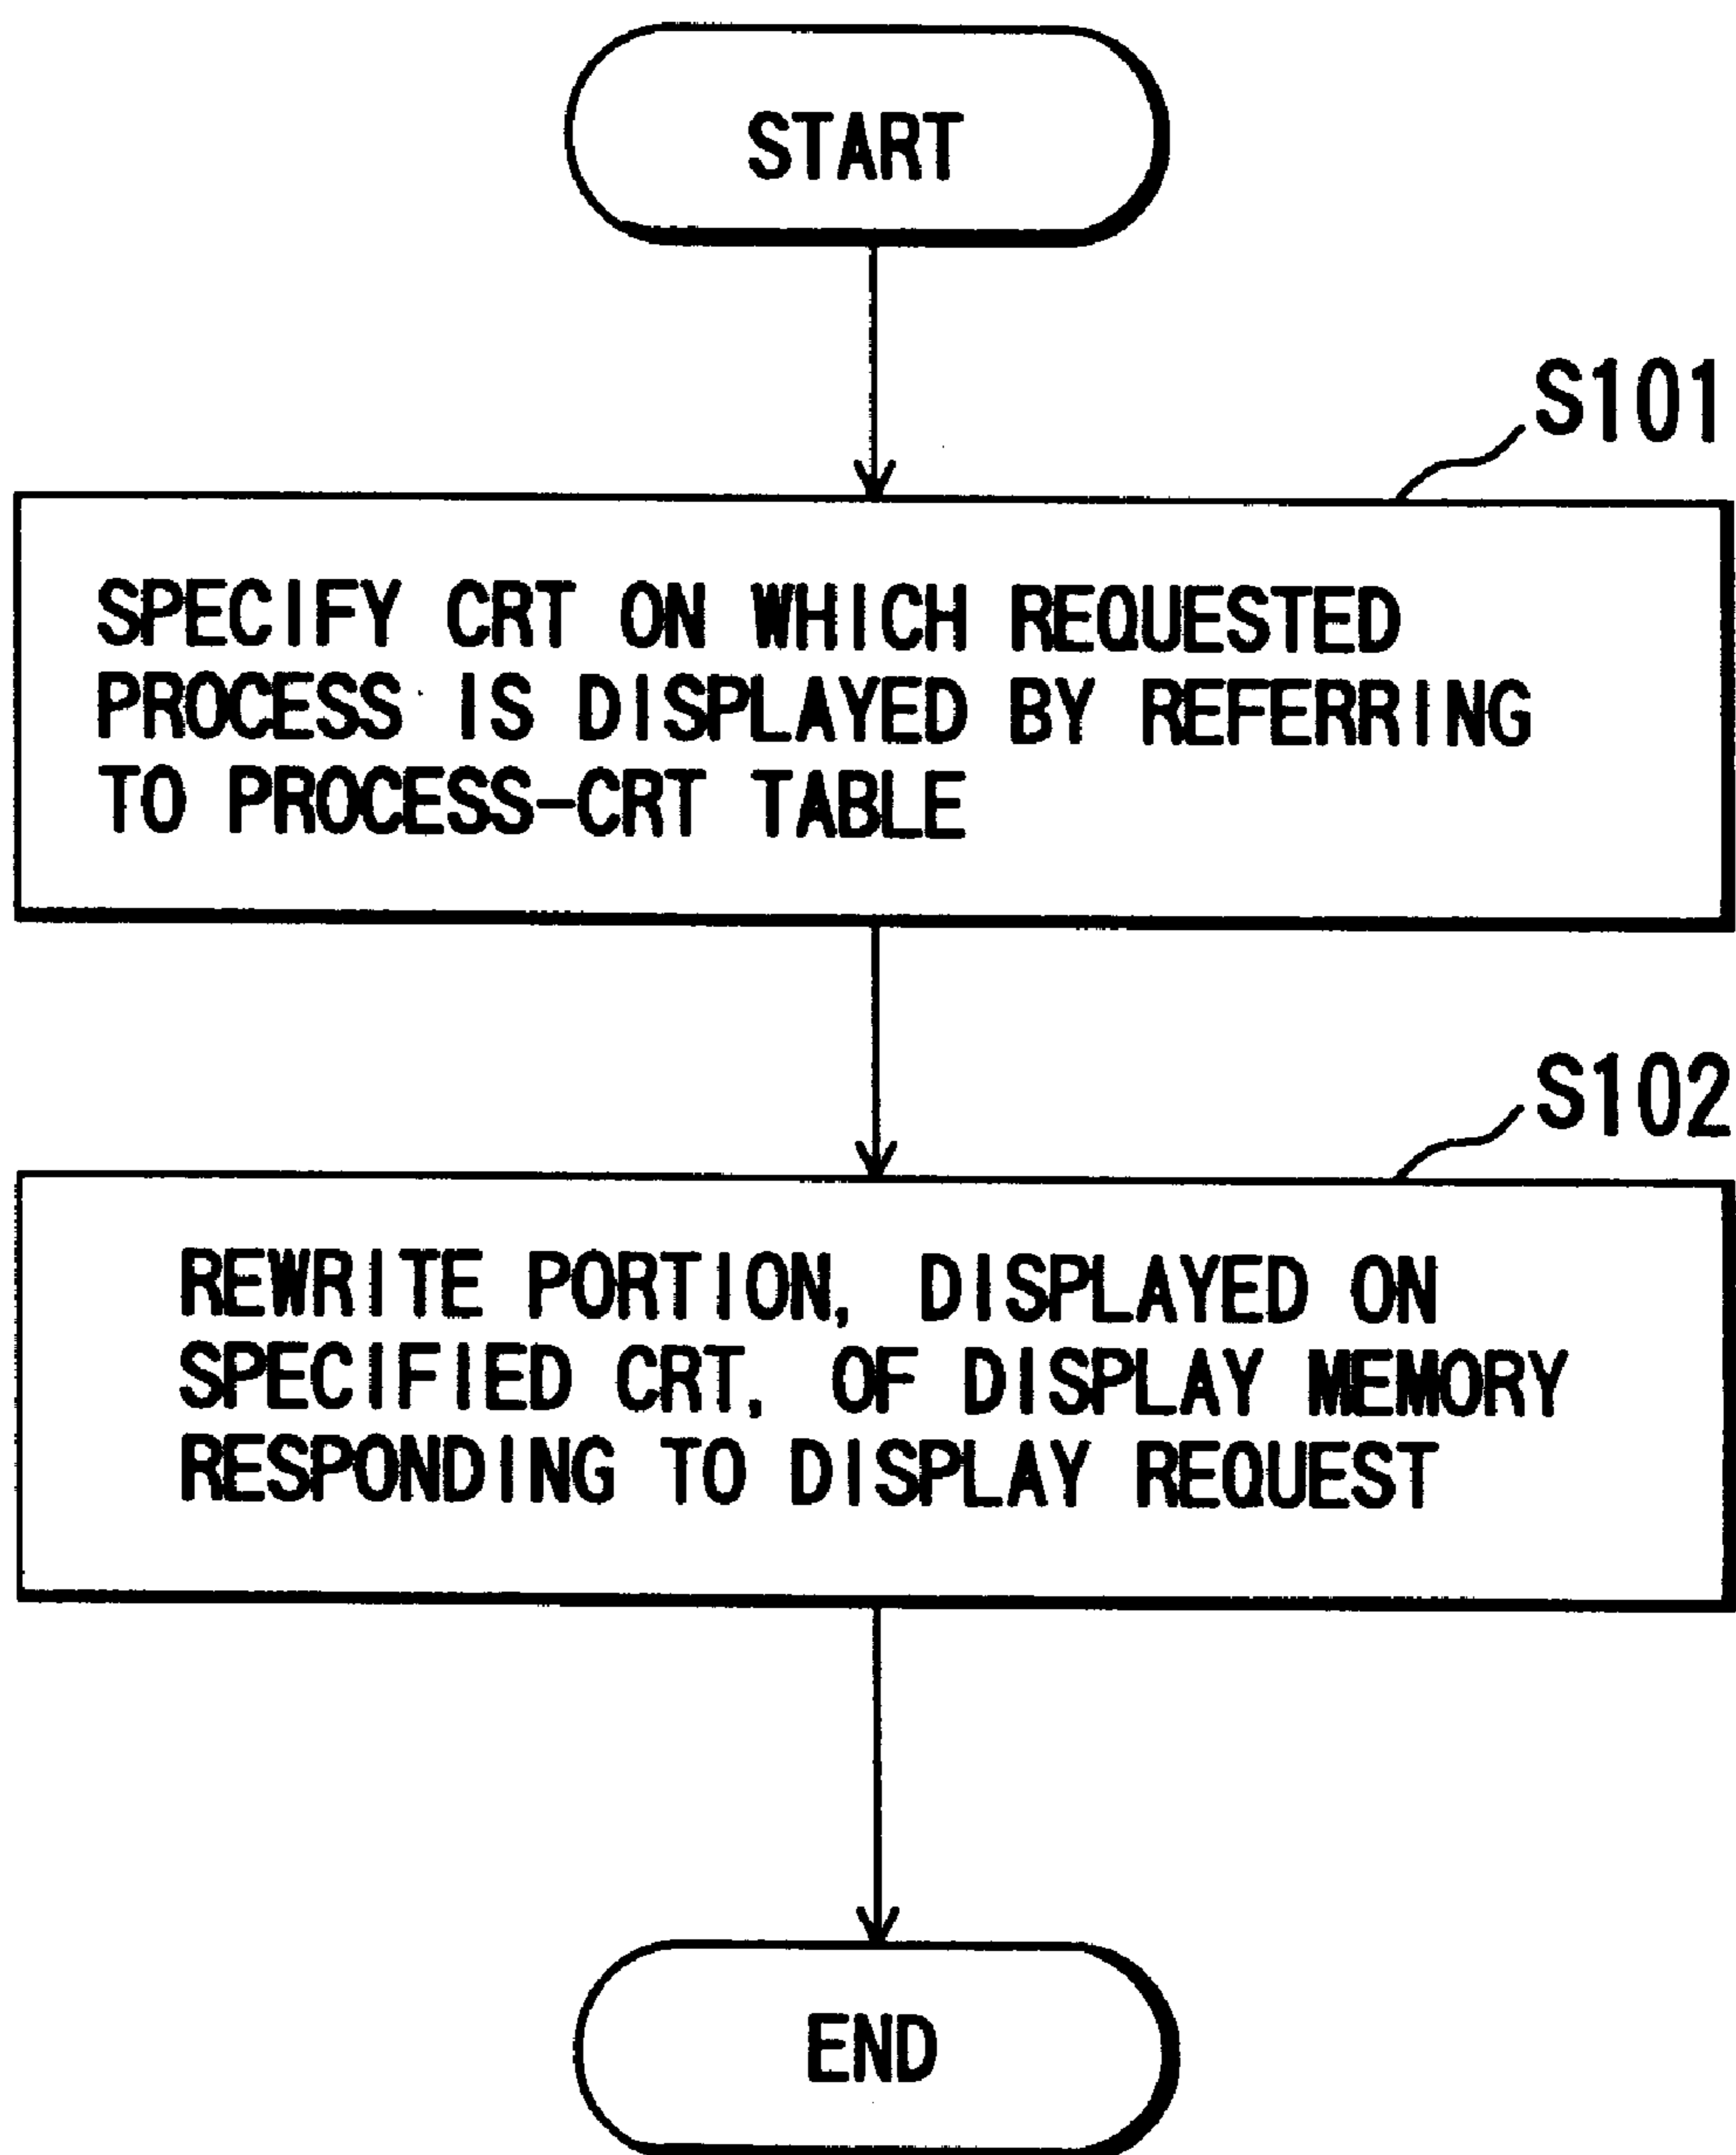 START
S101
SPECIFY CRT ON WHICH REQUESTED
PROCESS IS DISPLAYED BY REFERRING
TO PROCESS-CRT TABLE
S102
REWRITE PORTION, DISPLAYED ON
SPECIFIED CRT, OF DISPLAY MEMORY
RESPONDING TO DISPLAY REQUEST
END